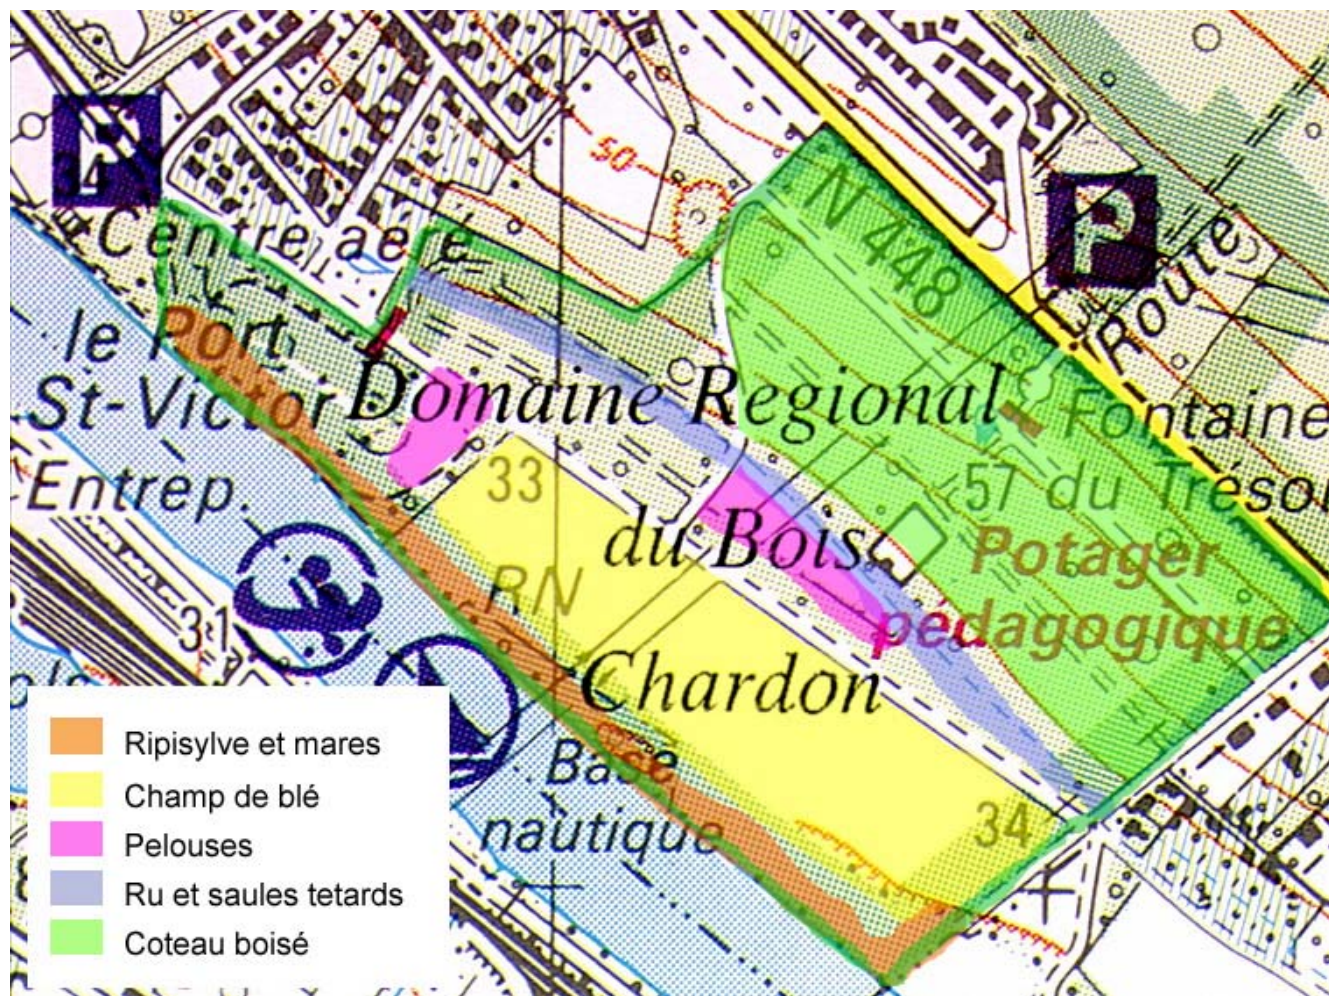 50
N 448
P
P
Route
Centre aéré
le Port
St-Victor
Entrep.
Domaine Regional
du Bois
Chardon
Fontaine
57 du Trésor
Potager
pédagogique
33
RN
31
Base
nautique
34
Ripisylve et mares
Champ de blé
Pelouses
Ru et saules tetards
Coteau boisé